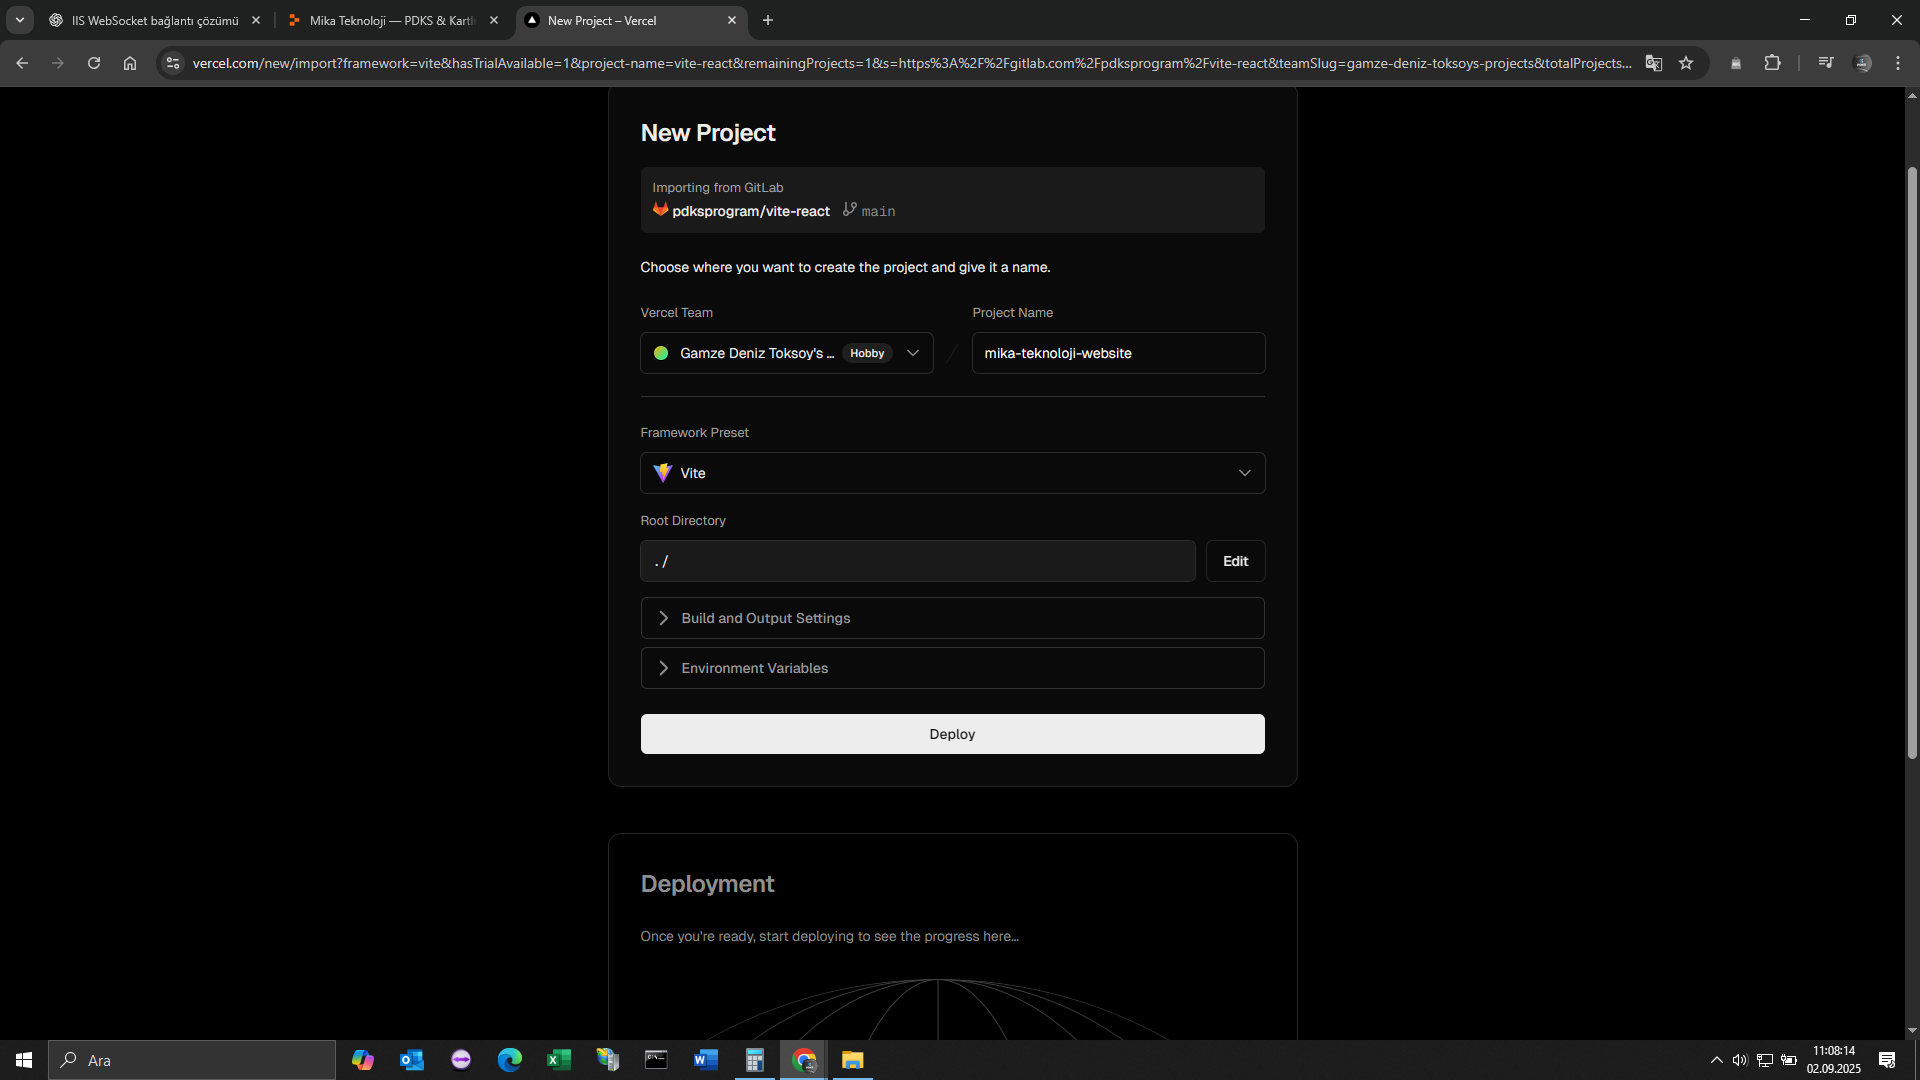 IIS WebSocket bağlantı çözümü
Mika Teknoloji — PDKS & Kartlı
New Project – Vercel
vercel.com/new/import?framework=vite&hasTrialAvailable=1&project-name=vite-react&remainingProjects=1&s=https%3A%2F%2Fgitlab.com%2Fpdksprogram%2Fvite-react&teamSlug=gamze-deniz-toksoys-projects&totalProjects...
New Project
Importing from GitLab
pdksprogram/vite-react main
Choose where you want to create the project and give it a name.
Vercel Team
Project Name
Gamze Deniz Toksoy's ... Hobby
/
mika-teknoloji-website
Framework Preset
Vite
Root Directory
./
Edit
Build and Output Settings
Environment Variables
Deploy
Deployment
Once you're ready, start deploying to see the progress here...
Ara
11:08:14
02.09.2025